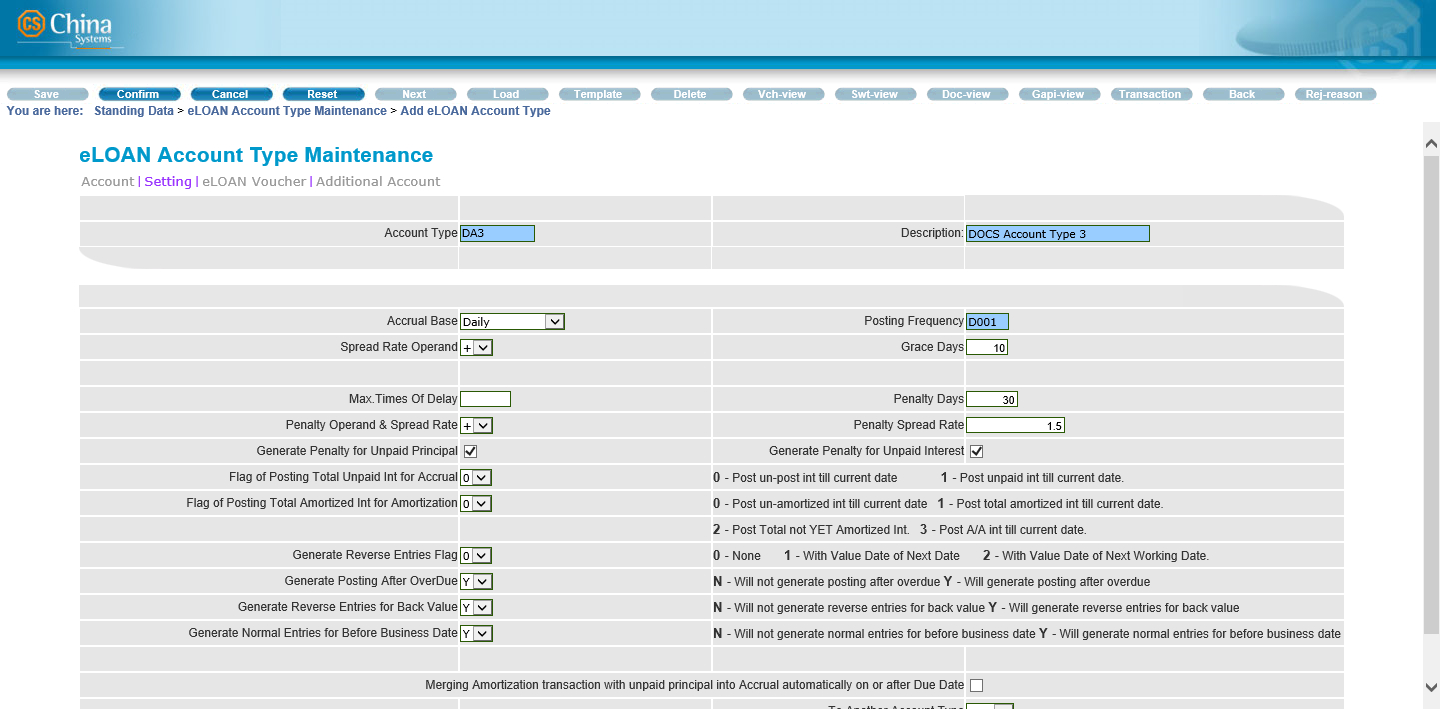 CS China Systems
CS
Save Confirm Cancel Reset Next Load Template Delete Vch-view Swt-view Doc-view Gapi-view Transaction Back Rej-reason
You are here: Standing Data > eLOAN Account Type Maintenance > Add eLOAN Account Type
eLOAN Account Type Maintenance
Account | Setting | eLOAN Voucher | Additional Account
Account Type DA3 Description: DOCS Account Type 3
Accrual Base Daily Posting Frequency D001
Spread Rate Operand + Grace Days 10
Max.Times Of Delay Penalty Days 30
Penalty Operand & Spread Rate + Penalty Spread Rate 1.5
Generate Penalty for Unpaid Principal Generate Penalty for Unpaid Interest
Flag of Posting Total Unpaid Int for Accrual 0 0 - Post un-post int till current date 1 - Post unpaid int till current date.
Flag of Posting Total Amortized Int for Amortization 0 0 - Post un-amortized int till current date 1 - Post total amortized int till current date.
2 - Post Total not YET Amortized Int. 3 - Post A/A int till current date.
Generate Reverse Entries Flag 0 0 - None 1 - With Value Date of Next Date 2 - With Value Date of Next Working Date.
Generate Posting After OverDue Y N - Will not generate posting after overdue Y - Will generate posting after overdue
Generate Reverse Entries for Back Value Y N - Will not generate reverse entries for back value Y - Will generate reverse entries for back value
Generate Normal Entries for Before Business Date Y N - Will not generate normal entries for before business date Y - Will generate normal entries for before business date
Merging Amortization transaction with unpaid principal into Accrual automatically on or after Due Date
To Another Account Type